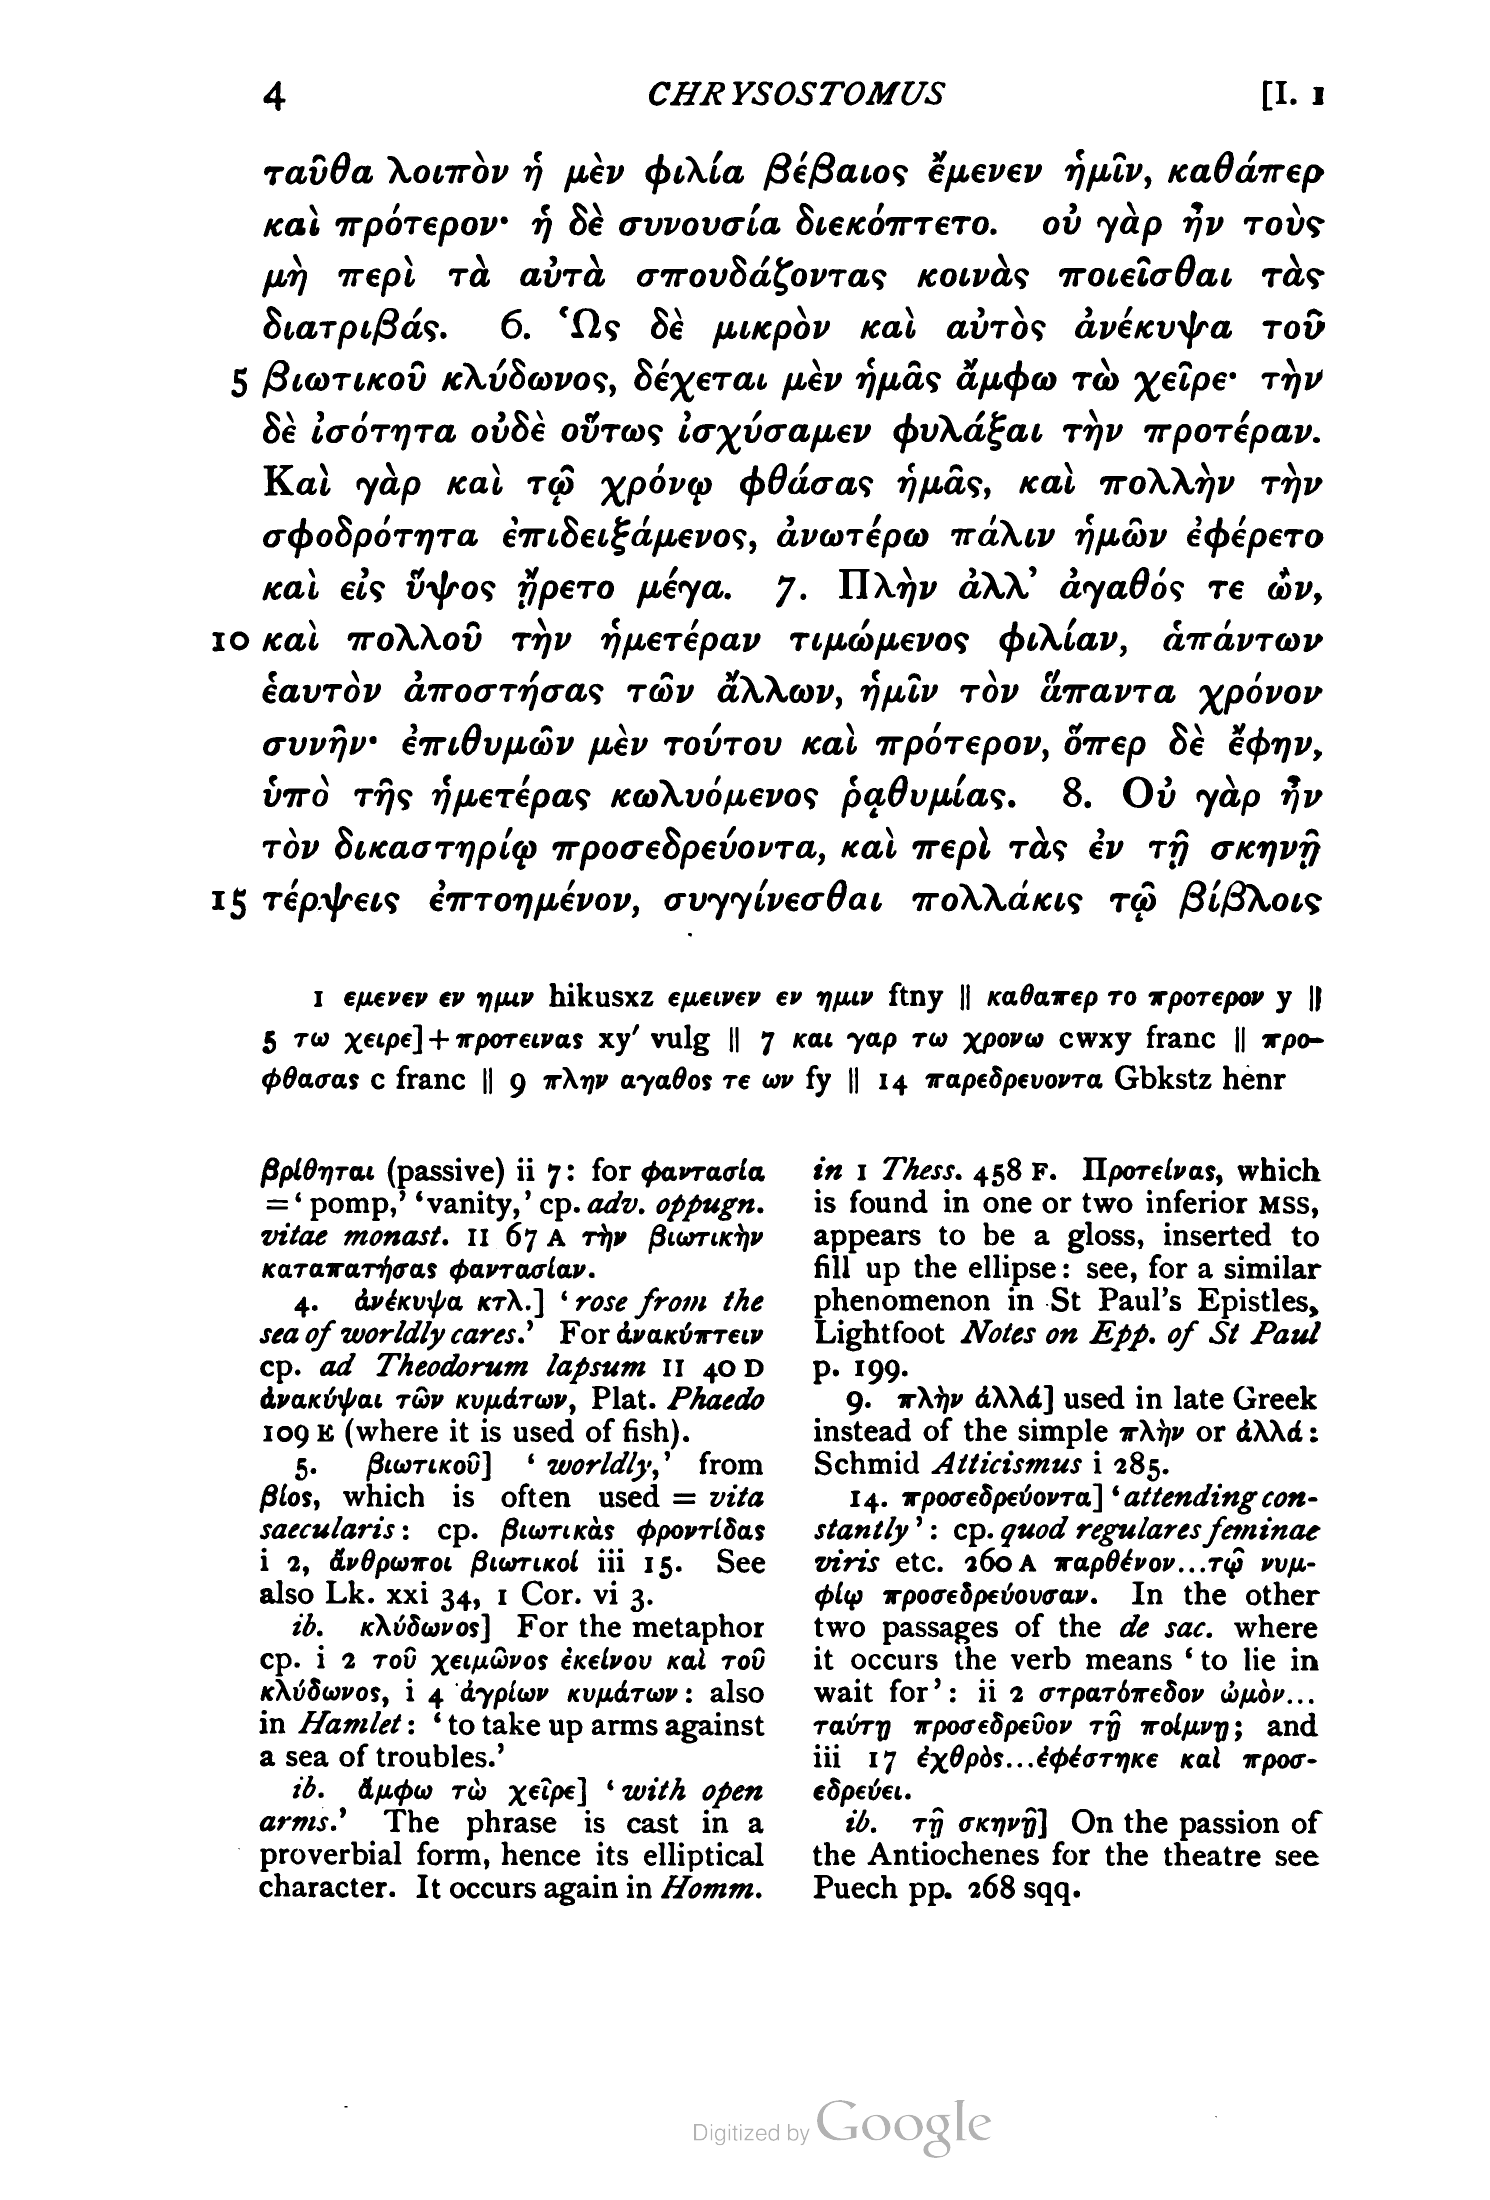 4 CHRYSOSTOMUS [I. 1
ταῦθα λοιπὸν ἡ μὲν φιλία βέβαιος ἔμενεν ἡμῖν, καθάπερ
καὶ πρότερον· ἡ δὲ συνουσία διεκόπτετο. οὐ γὰρ ἦν τοὺς
μὴ περὶ τὰ αὐτὰ σπουδάζοντας κοινὰς ποιεῖσθαι τὰς
διατριβάς. 6. Ὡς δὲ μικρὸν καὶ αὐτὸς ἀνέκυψα τοῦ
5 βιωτικοῦ κλύδωνος, δέχεται μὲν ἡμᾶς ἄμφω τὼ χεῖρε· τὴν
δὲ ἰσότητα οὐδὲ οὕτως ἰσχύσαμεν φυλάξαι τὴν προτέραν.
Καὶ γὰρ καὶ τῷ χρόνῳ φθάσας ἡμᾶς, καὶ πολλὴν τὴν
σφοδρότητα ἐπιδειξάμενος, ἀνωτέρω πάλιν ἡμῶν ἐφέρετο
καὶ εἰς ὕψος ᾔρετο μέγα. 7. Πλὴν ἀλλ’ ἀγαθός τε ὤν,
10 καὶ πολλοῦ τὴν ἡμετέραν τιμώμενος φιλίαν, ἁπάντων
ἑαυτὸν ἀποστήσας τῶν ἄλλων, ἡμῖν τὸν ἅπαντα χρόνον
συνῆν· ἐπιθυμῶν μὲν τούτου καὶ πρότερον, ὅπερ δὲ ἔφην,
ὑπὸ τῆς ἡμετέρας κωλυόμενος ῥᾳθυμίας. 8. Οὐ γὰρ ἦν
τὸν δικαστηρίῳ προσεδρεύοντα, καὶ περὶ τὰς ἐν τῇ σκηνῇ
15 τέρψεις ἐπτοημένον, συγγίνεσθαι πολλάκις τῷ βίβλοις
1 εμενεν εν ημιν hikusxz εμεινεν εν ημιν ftny || καθαπερ το προτερον y ||
5 τω χειρε]+προτεινας xy′ vulg || 7 και γαρ τω χρονω cwxy franc || προ-
φθασας c franc || 9 πλην αγαθος τε ων fy || 14 παρεδρευοντα Gbkstz henr
βρίθηται (passive) ii 7: for φαντασία
=‘pomp,’ ‘vanity,’ cp. adv. oppugn.
vitae monast. II 67 A τὴν βιωτικὴν
καταπατήσας φαντασίαν.
4. ἀνέκυψα κτλ.] ‘rose from the
sea of worldly cares.’ For ἀνακύπτειν
cp. ad Theodorum lapsum II 40 D
ἀνακύψαι τῶν κυμάτων, Plat. Phaedo
109 E (where it is used of fish).
5. βιωτικοῦ] ‘worldly,’ from
βίος, which is often used = vita
saecularis: cp. βιωτικὰς φροντίδας
i 2, ἄνθρωποι βιωτικοί iii 15. See
also Lk. xxi 34, 1 Cor. vi 3.
ib. κλύδωνος] For the metaphor
cp. i 2 τοῦ χειμῶνος ἐκείνου καὶ τοῦ
κλύδωνος, i 4 ἀγρίων κυμάτων: also
in Hamlet: ‘to take up arms against
a sea of troubles.’
ib. ἄμφω τὼ χεῖρε] ‘with open
arms.’ The phrase is cast in a
proverbial form, hence its elliptical
character. It occurs again in Homm.
in 1 Thess. 458 F. Προτείνας, which
is found in one or two inferior MSS,
appears to be a gloss, inserted to
fill up the ellipse: see, for a similar
phenomenon in St Paul’s Epistles,
Lightfoot Notes on Epp. of St Paul
p. 199.
9. πλὴν ἀλλά] used in late Greek
instead of the simple πλὴν or ἀλλά:
Schmid Atticismus i 285.
14. προσεδρεύοντα] ‘attending con-
stantly’: cp. quod regulares feminae
viris etc. 260 A παρθένον...τῷ νυμ-
φίῳ προσεδρεύουσαν. In the other
two passages of the de sac. where
it occurs the verb means ‘to lie in
wait for’: ii 2 στρατόπεδον ὠμὸν...
ταύτῃ προσεδρεῦον τῇ ποίμνῃ; and
iii 17 ἐχθρὸς...ἐφέστηκε καὶ προσ-
εδρεύει.
ib. τῇ σκηνῇ] On the passion of
the Antiochenes for the theatre see
Puech pp. 268 sqq.
Digitized by Google